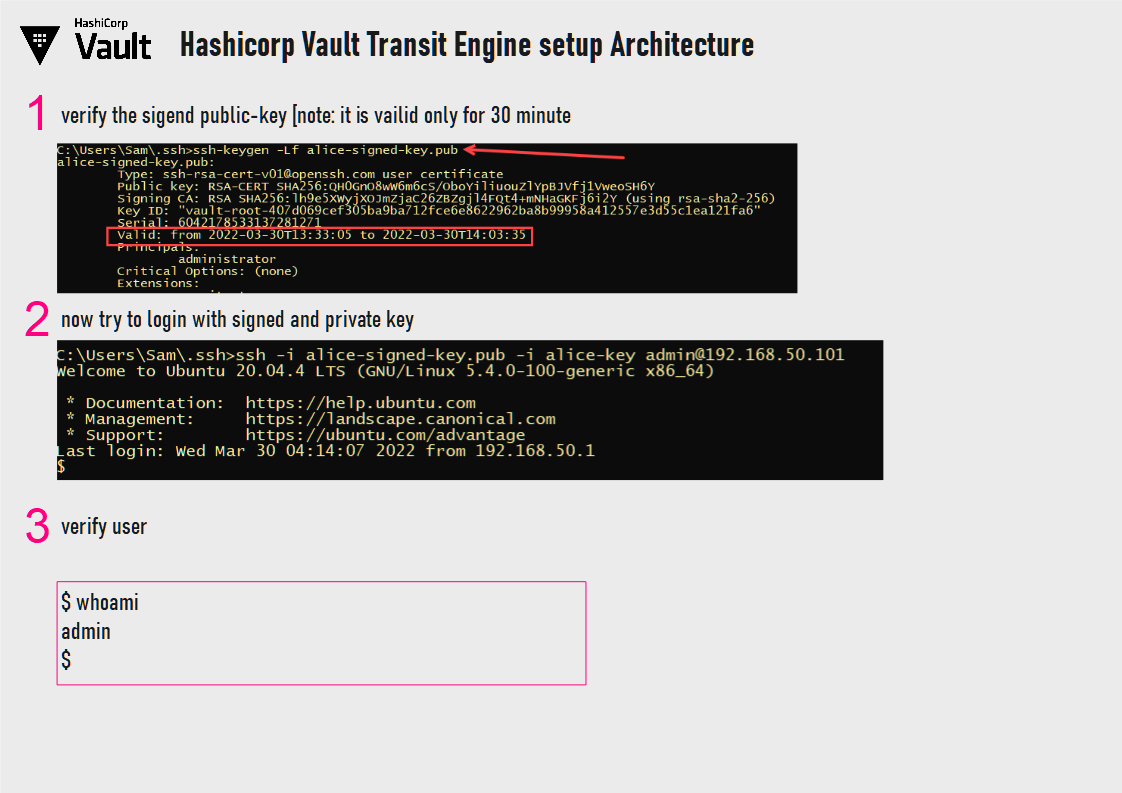 HashiCorp
Vault
Hashicorp Vault Transit Engine setup Architecture
1 verify the sigend public-key [note: it is vailid only for 30 minute
C:\Users\Sam\.ssh>ssh-keygen -Lf alice-signed-key.pub
alice-signed-key.pub:
Type: ssh-rsa-cert-v01@openssh.com user certificate
Public key: RSA-CERT SHA256:QH0GnO8wW6m6cS/OboYiliuouZlYpBJVfj1VweoSH6Y
Signing CA: RSA SHA256:lh9e5XWyjXOJmZjaC26ZBZgjl4FQt4+mNHaGKFj6i2Y (using rsa-sha2-256)
Key ID: "vault-root-407d069cef305ba9ba712fce6e8622962ba8b99958a412557e3d55c1ea121fa6"
Serial: 6042178533137281271
Valid: from 2022-03-30T13:33:05 to 2022-03-30T14:03:35
Principals:
administrator
Critical Options: (none)
Extensions:
2 now try to login with signed and private key
C:\Users\Sam\.ssh>ssh -i alice-signed-key.pub -i alice-key admin@192.168.50.101
Welcome to Ubuntu 20.04.4 LTS (GNU/Linux 5.4.0-100-generic x86_64)
* Documentation: https://help.ubuntu.com
* Management: https://landscape.canonical.com
* Support: https://ubuntu.com/advantage
Last login: Wed Mar 30 04:14:07 2022 from 192.168.50.1
$
3 verify user
$ whoami
admin
$